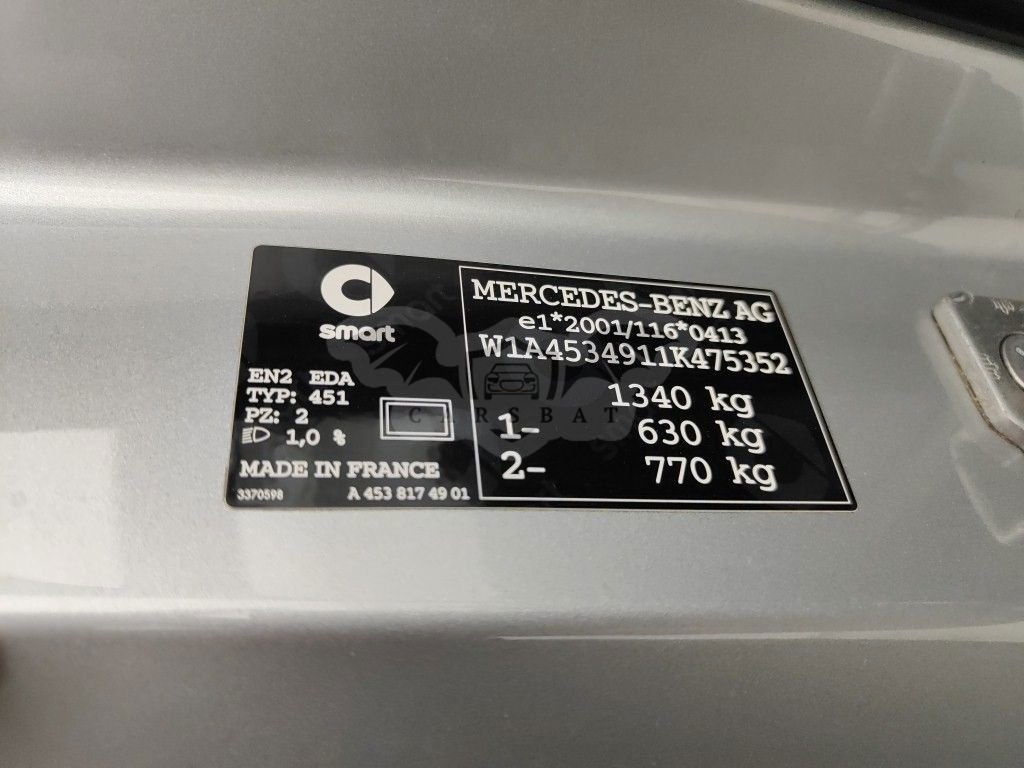 smart
EN2 EDA
TYP: 451
PZ: 2
1,0 %
MADE IN FRANCE
3370598 A 453 817 49 01
MERCEDES-BENZ AG
e1*2001/116*0413
W1A4534911K475352
1340 kg
1- 630 kg
2- 770 kg
CARSBAT